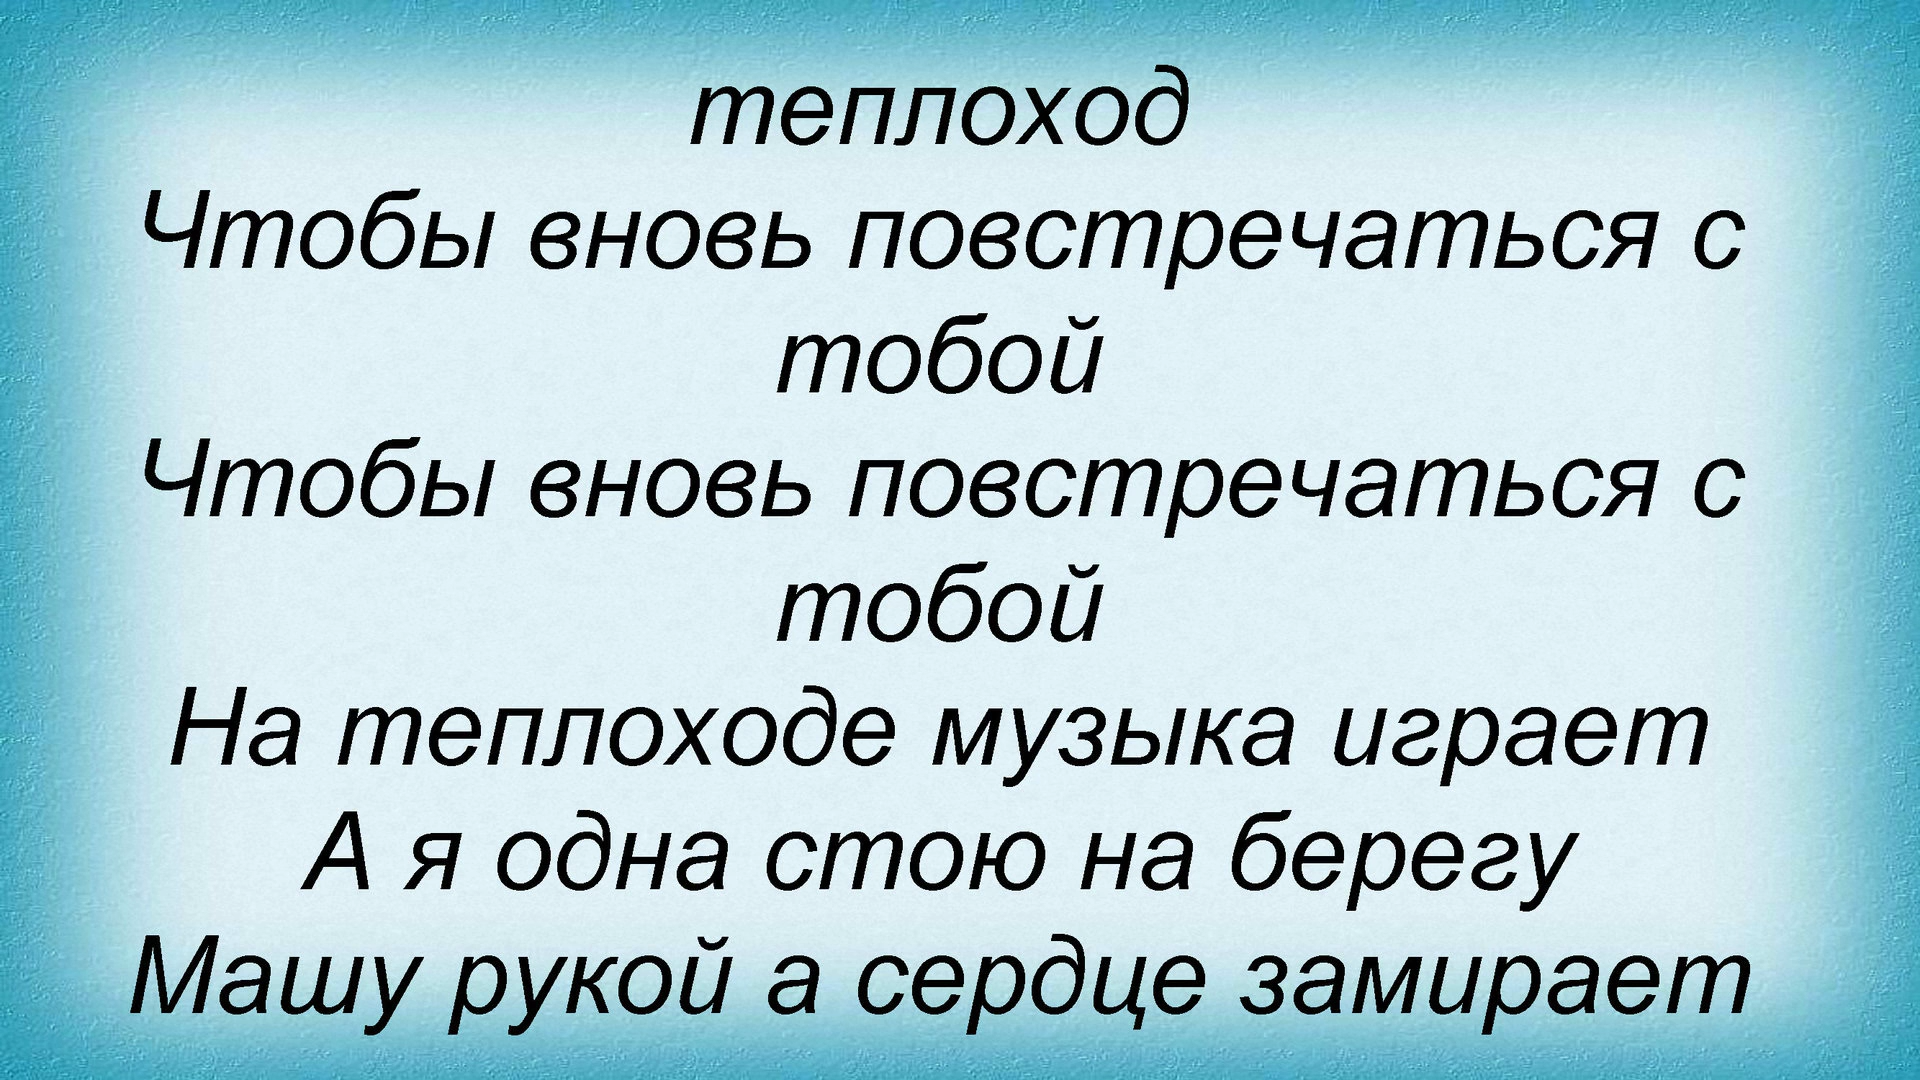 теплоход
Чтобы вновь повстречаться с
тобой
Чтобы вновь повстречаться с
тобой
На теплоходе музыка играет
А я одна стою на берегу
Машу рукой а сердце замирает